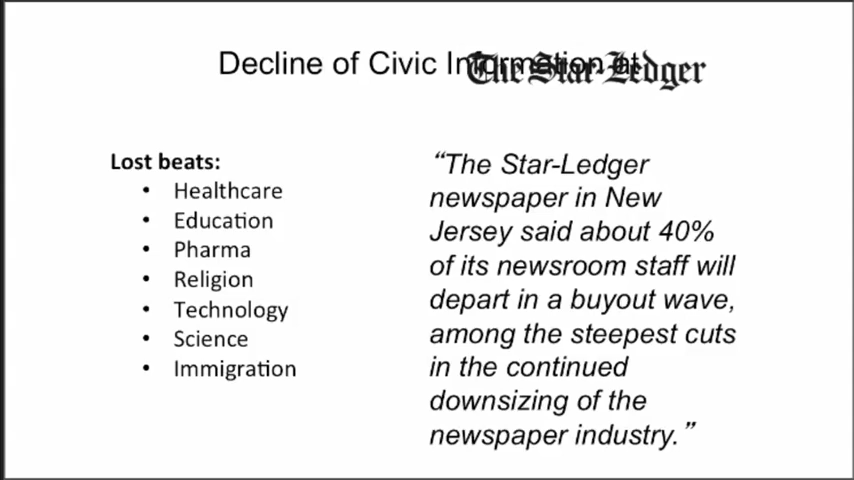 Decline of Civic Information at
The Star-Ledger
Lost beats:
• Healthcare
• Education
• Pharma
• Religion
• Technology
• Science
• Immigration
“The Star-Ledger
newspaper in New
Jersey said about 40%
of its newsroom staff will
depart in a buyout wave,
among the steepest cuts
in the continued
downsizing of the
newspaper industry.”